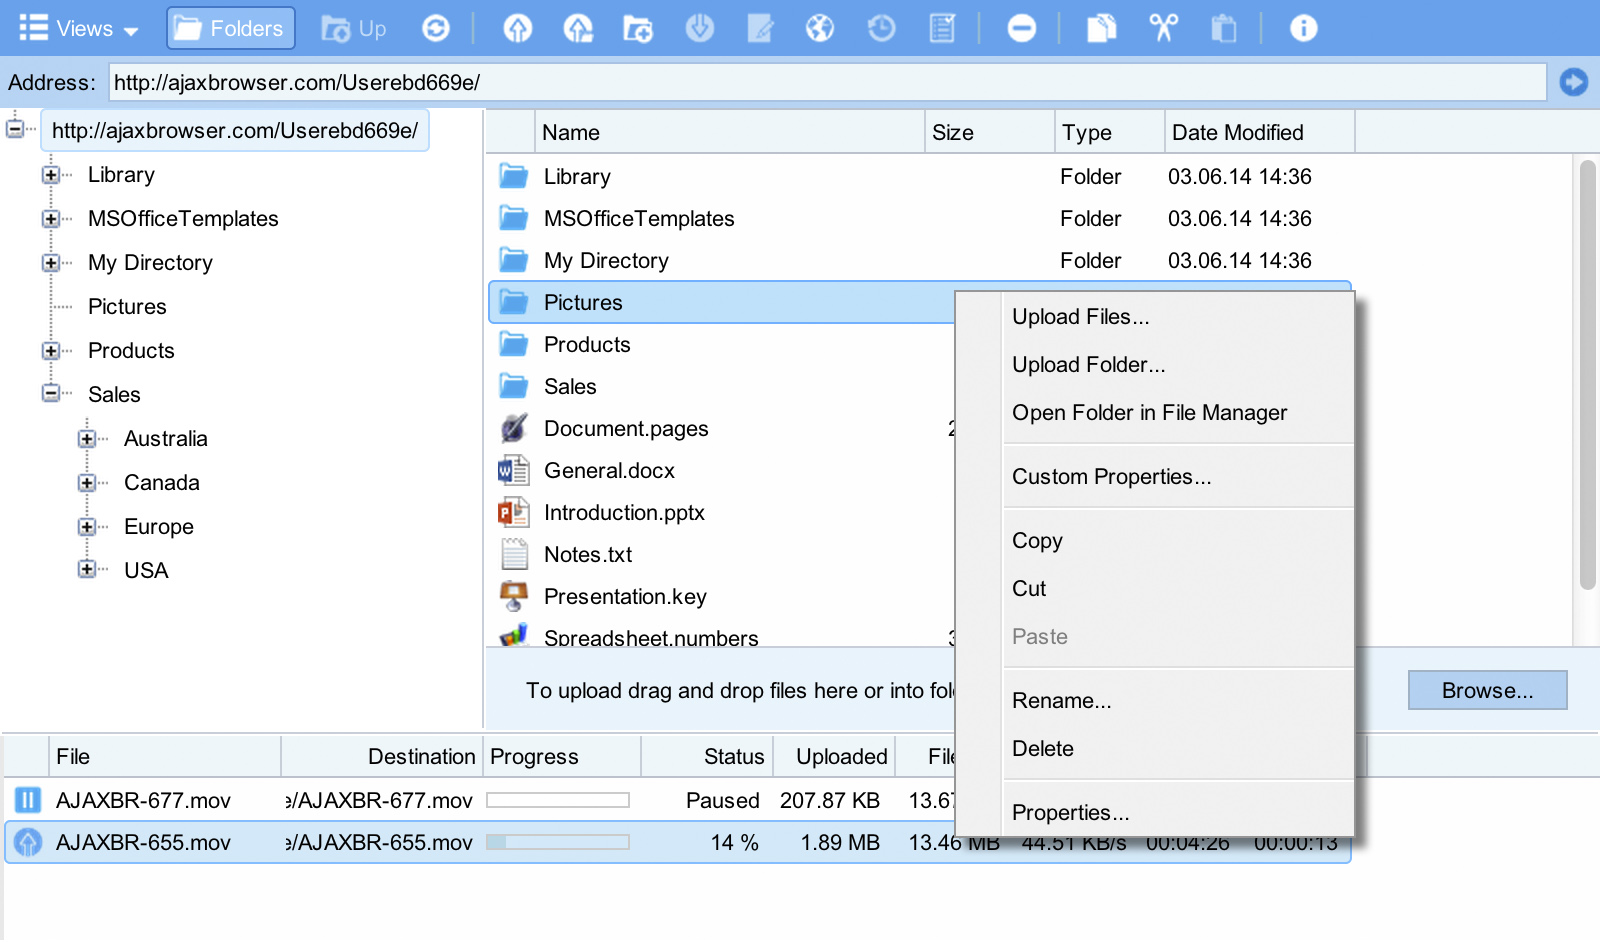 Views Folders Up
Address: http://ajaxbrowser.com/Userebd669e/
http://ajaxbrowser.com/Userebd669e/
Library
MSOfficeTemplates
My Directory
Pictures
Products
Sales
Australia
Canada
Europe
USA
Name Size Type Date Modified
Library Folder 03.06.14 14:36
MSOfficeTemplates Folder 03.06.14 14:36
My Directory Folder 03.06.14 14:36
Pictures
Products
Sales
Document.pages 2
General.docx
Introduction.pptx
Notes.txt
Presentation.key
Spreadsheet.numbers 3
Upload Files...
Upload Folder...
Open Folder in File Manager
Custom Properties...
Copy
Cut
Paste
Rename...
Delete
Properties...
To upload drag and drop files here or into
Browse...
File Destination Progress Status Uploaded
AJAXBR-677.mov e/AJAXBR-677.mov Paused 207.87 KB 13.67
AJAXBR-655.mov e/AJAXBR-655.mov 14 % 1.89 MB 13.46 MB 44.51 KB/s 00:04:26 00:00:13